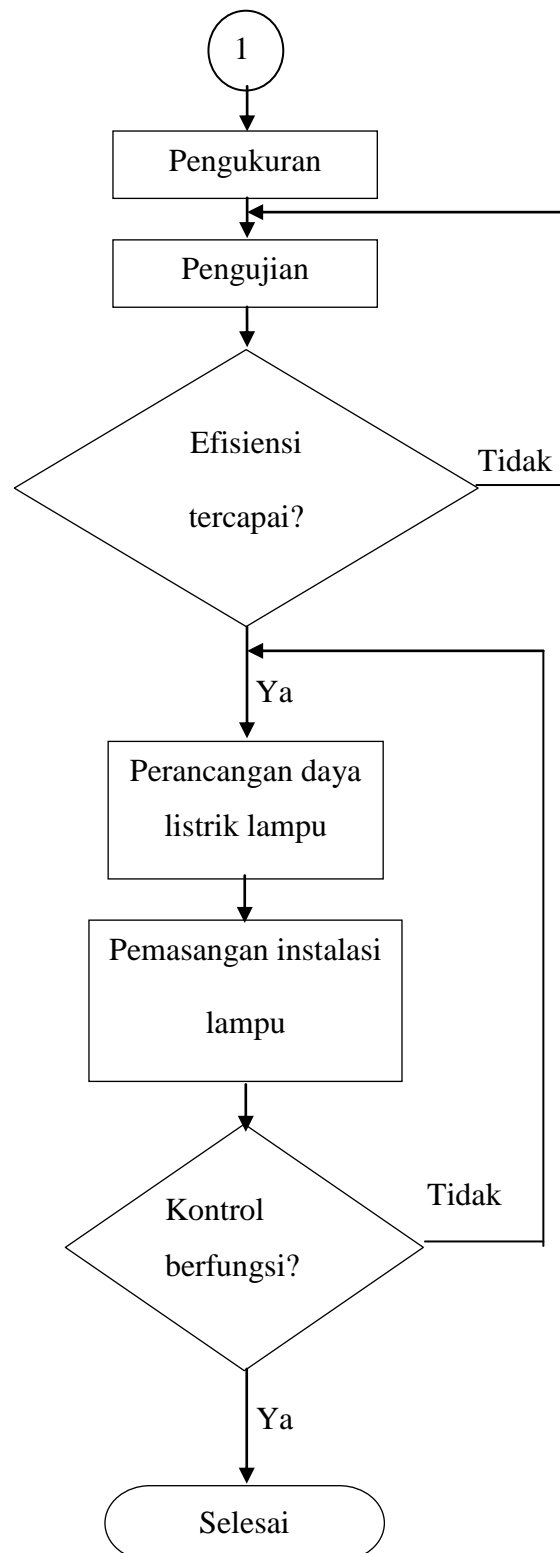 1
Pengukuran
Pengujian
Efisiensi
tercapai?
Tidak
Ya
Perancangan daya
listrik lampu
Pemasangan instalasi
lampu
Kontrol
berfungsi?
Tidak
Ya
Selesai